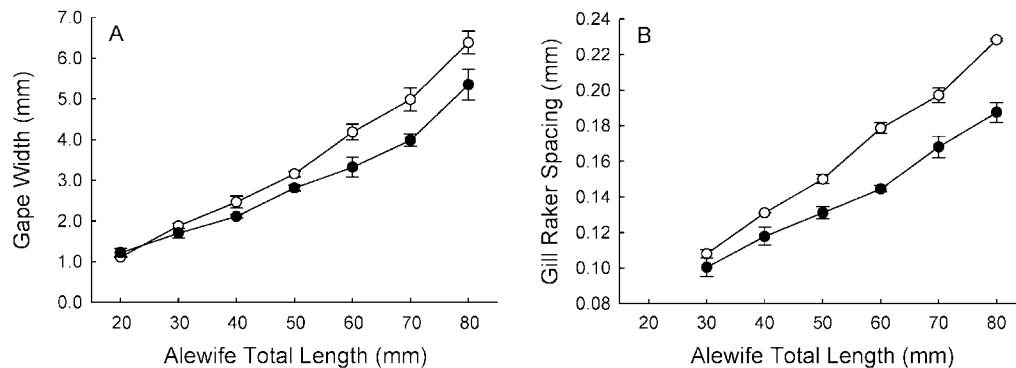 A
Gape Width (mm)
7.0
6.0
5.0
4.0
3.0
2.0
1.0
0.0
20 30 40 50 60 70 80
Alewife Total Length (mm)
B
Gill Raker Spacing (mm)
0.24
0.22
0.20
0.18
0.16
0.14
0.12
0.10
0.08
20 30 40 50 60 70 80
Alewife Total Length (mm)